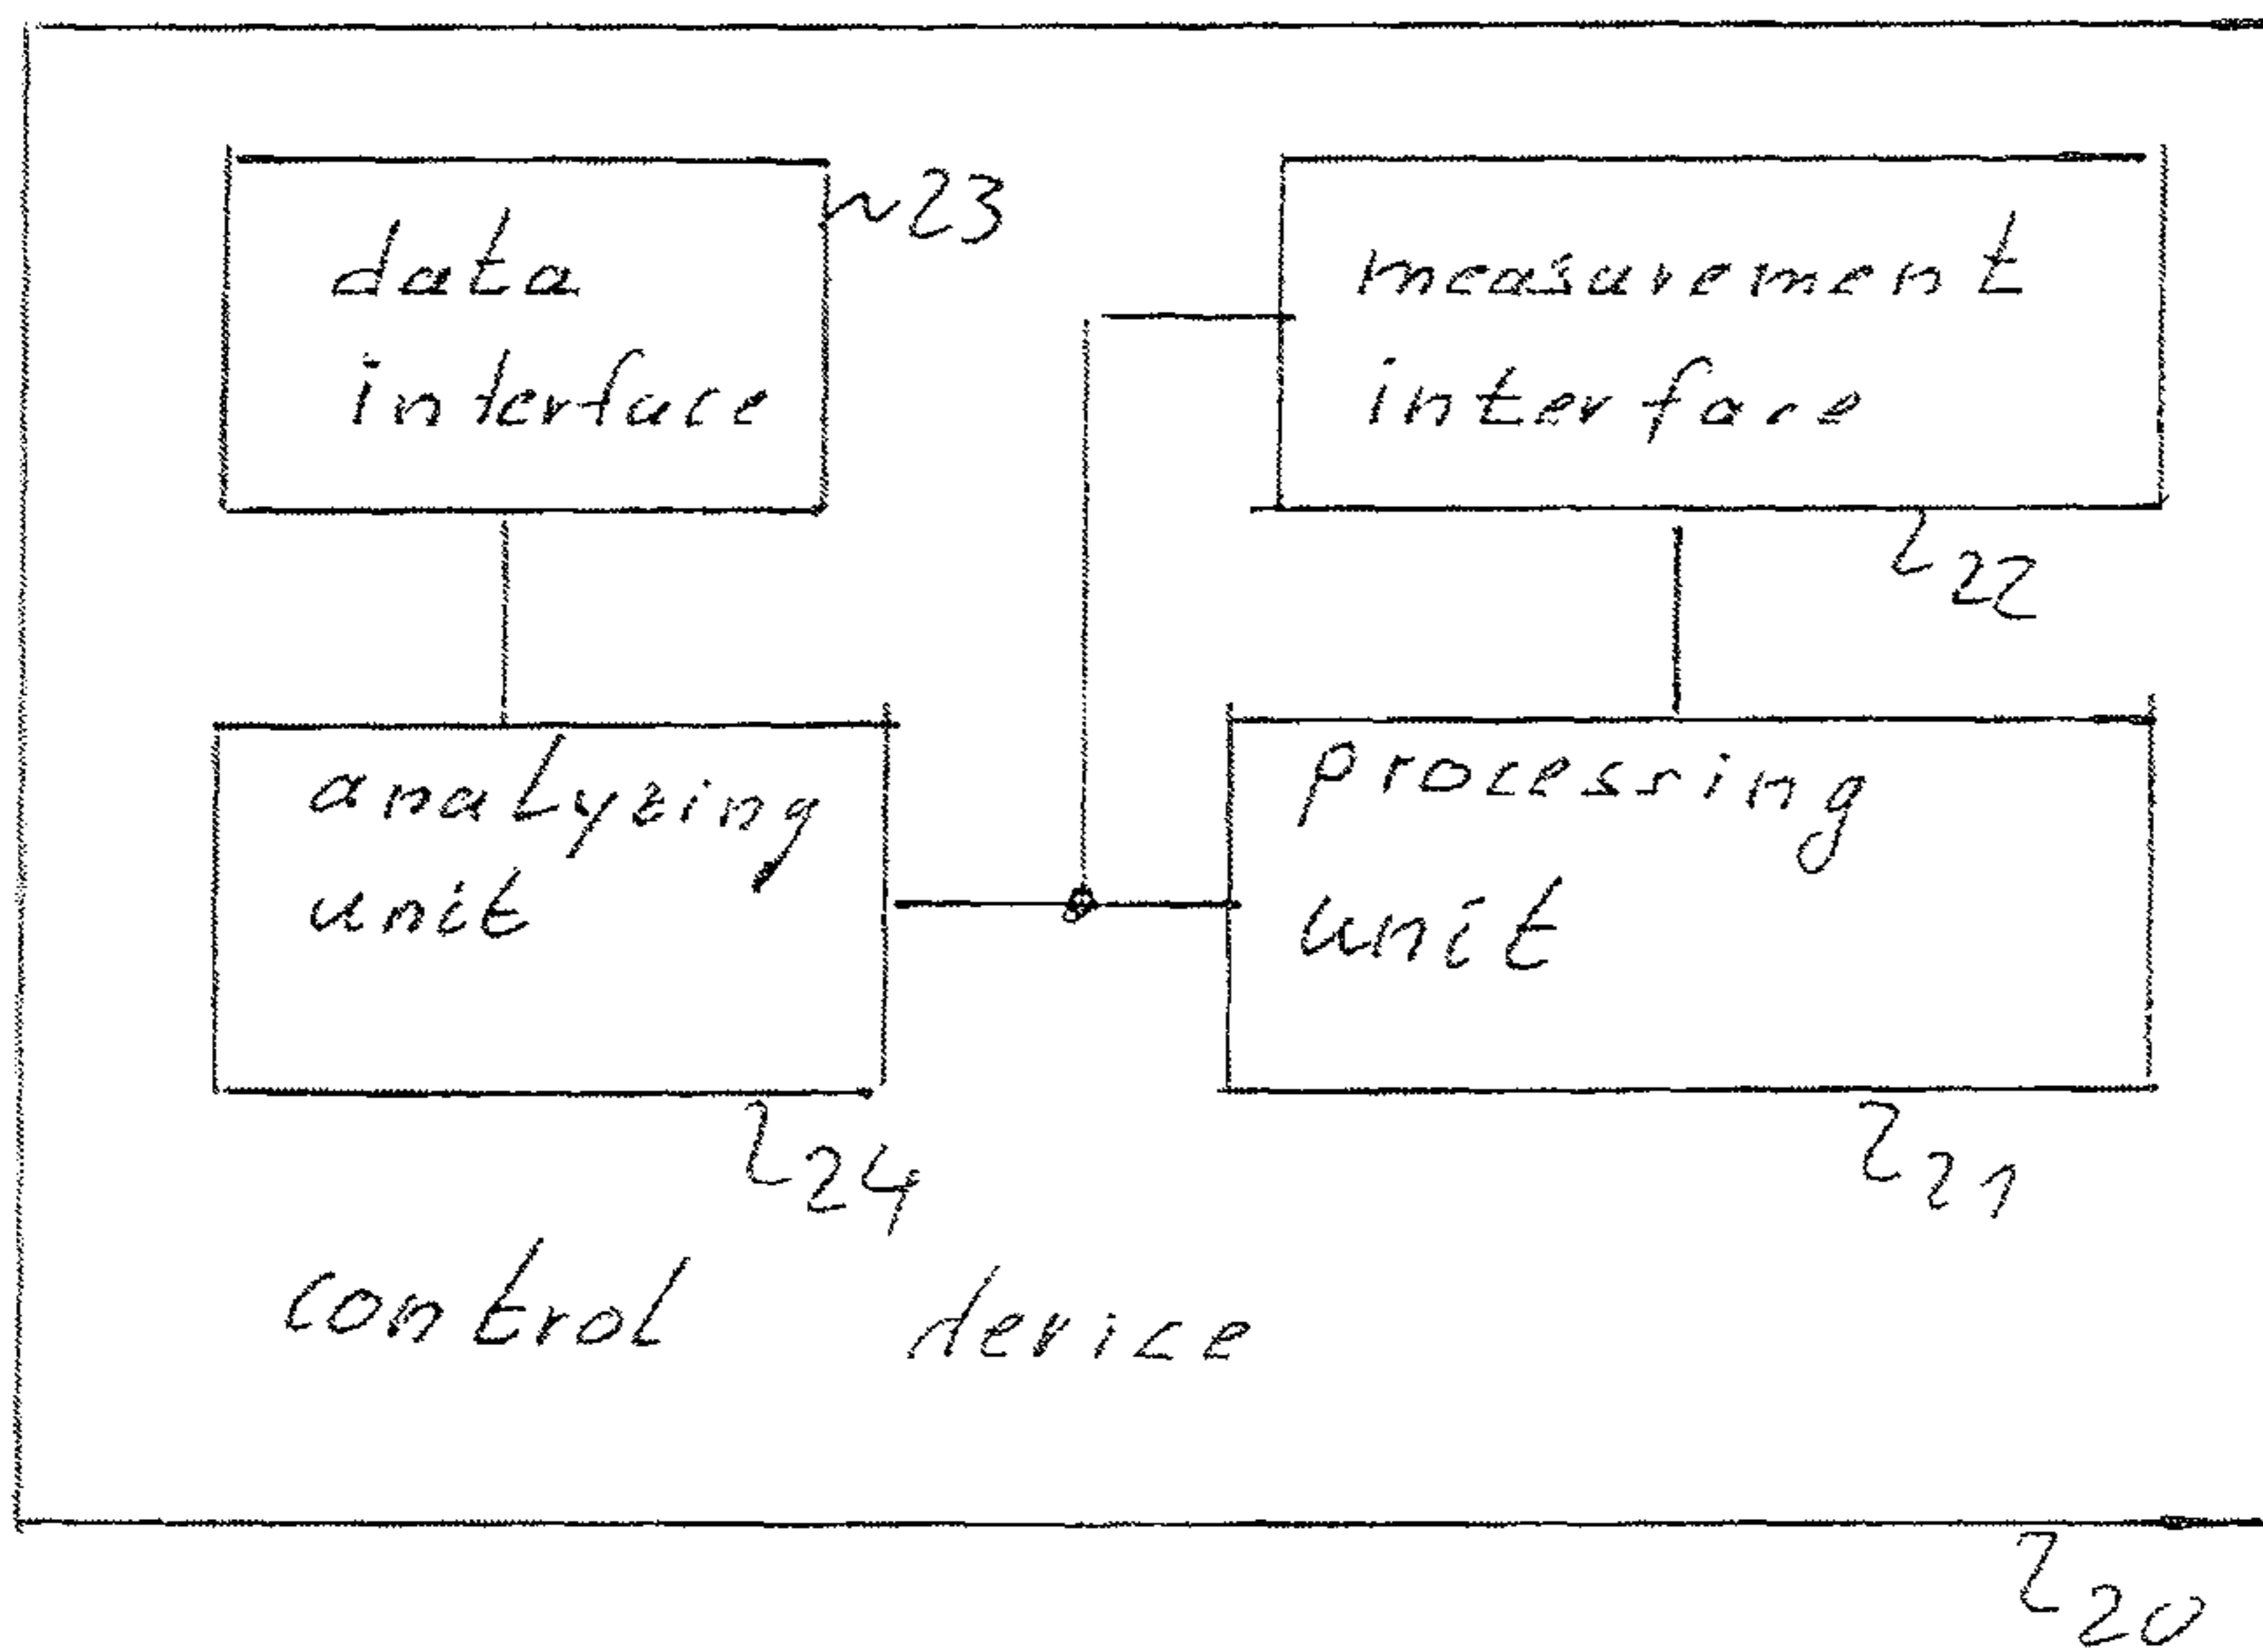 data
interface
23
measurement
interface
22
analyzing
unit
24
processing
unit
21
control device
20